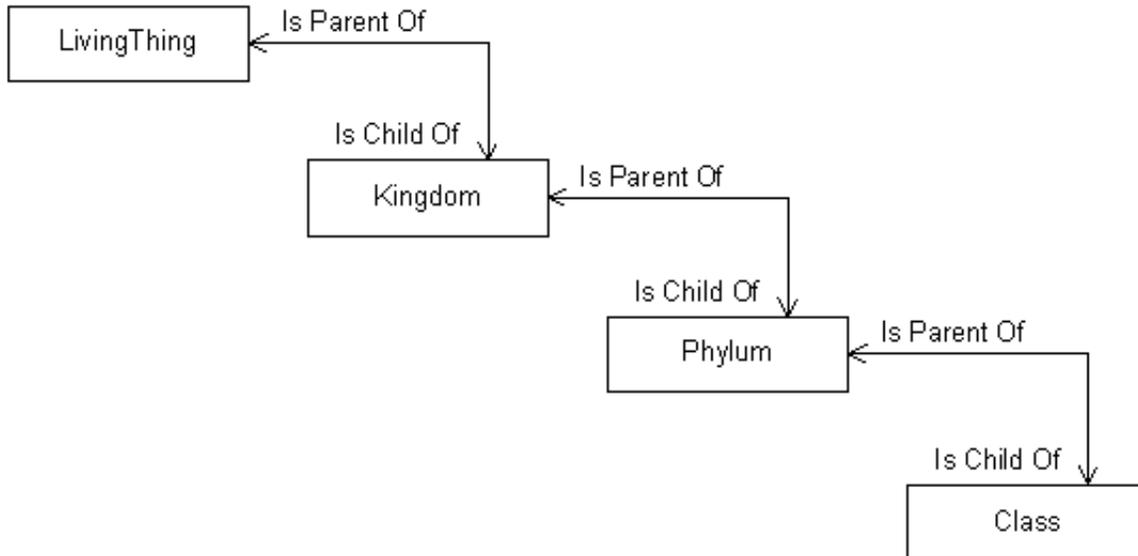 Is Parent Of
LivingThing
Is Child Of
Is Parent Of
Kingdom
Is Child Of
Is Parent Of
Phylum
Is Child Of
Class